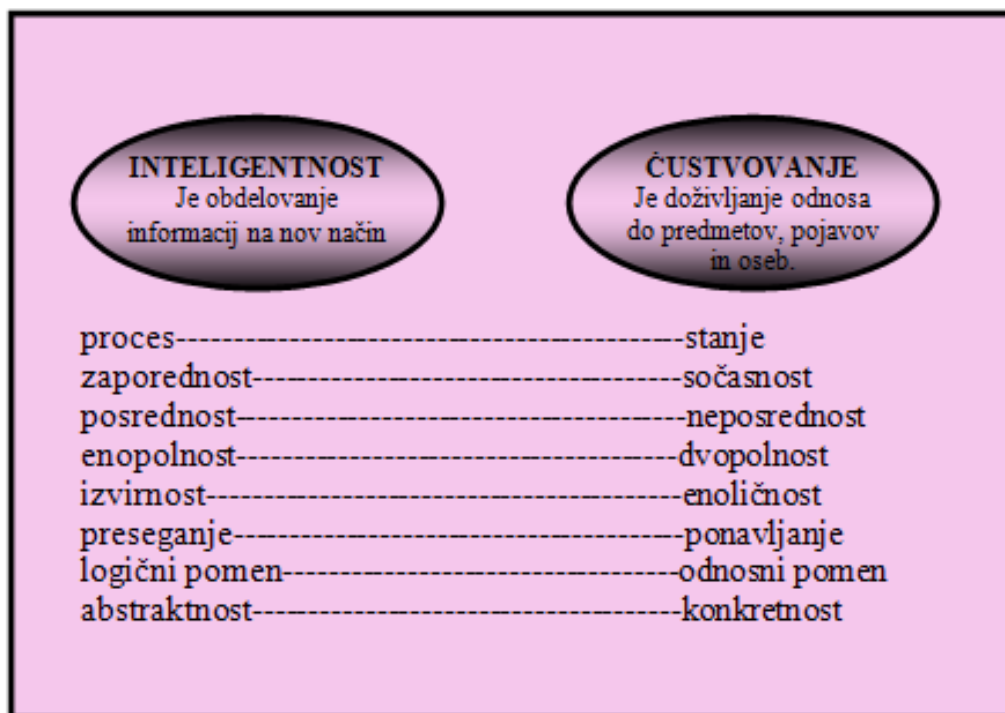 INTELIGENTNOST
Je obdelovanje
informacij na nov način
ČUSTVOVANJE
Je doživljanje odnosa
do predmetov, pojavov
in oseb.
proces---------------------------------------------stanje
zaporednost--------------------------------------sočasnost
posrednost----------------------------------------neposrednost
enopolnost---------------------------------------dvopolnost
izvirnost------------------------------------------enoličnost
preseganje----------------------------------------ponavljanje
logični pomen-----------------------------------odnosni pomen
abstraktnost--------------------------------------konkretnost